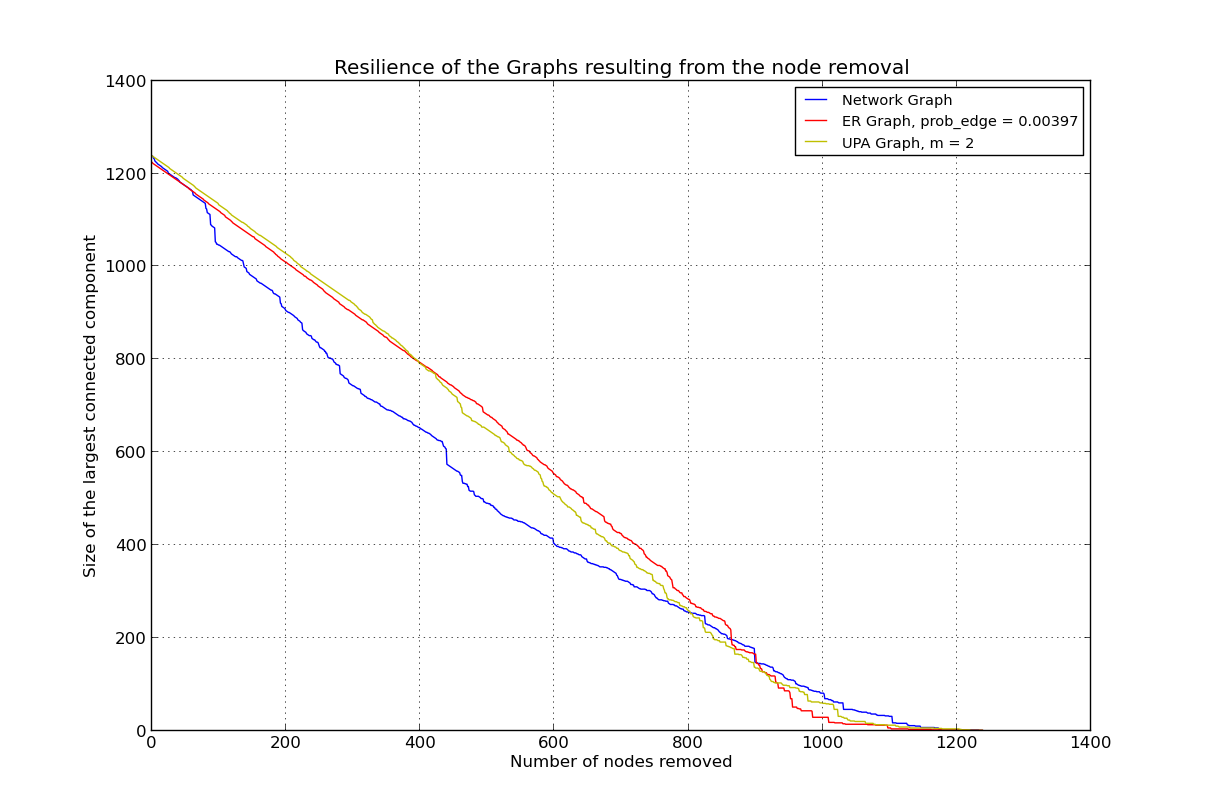 Resilience of the Graphs resulting from the node removal
Network Graph
ER Graph, prob_edge = 0.00397
UPA Graph, m = 2
Size of the largest connected component
1400
1200
1000
800
600
400
200
0
0 200 400 600 800 1000 1200 1400
Number of nodes removed